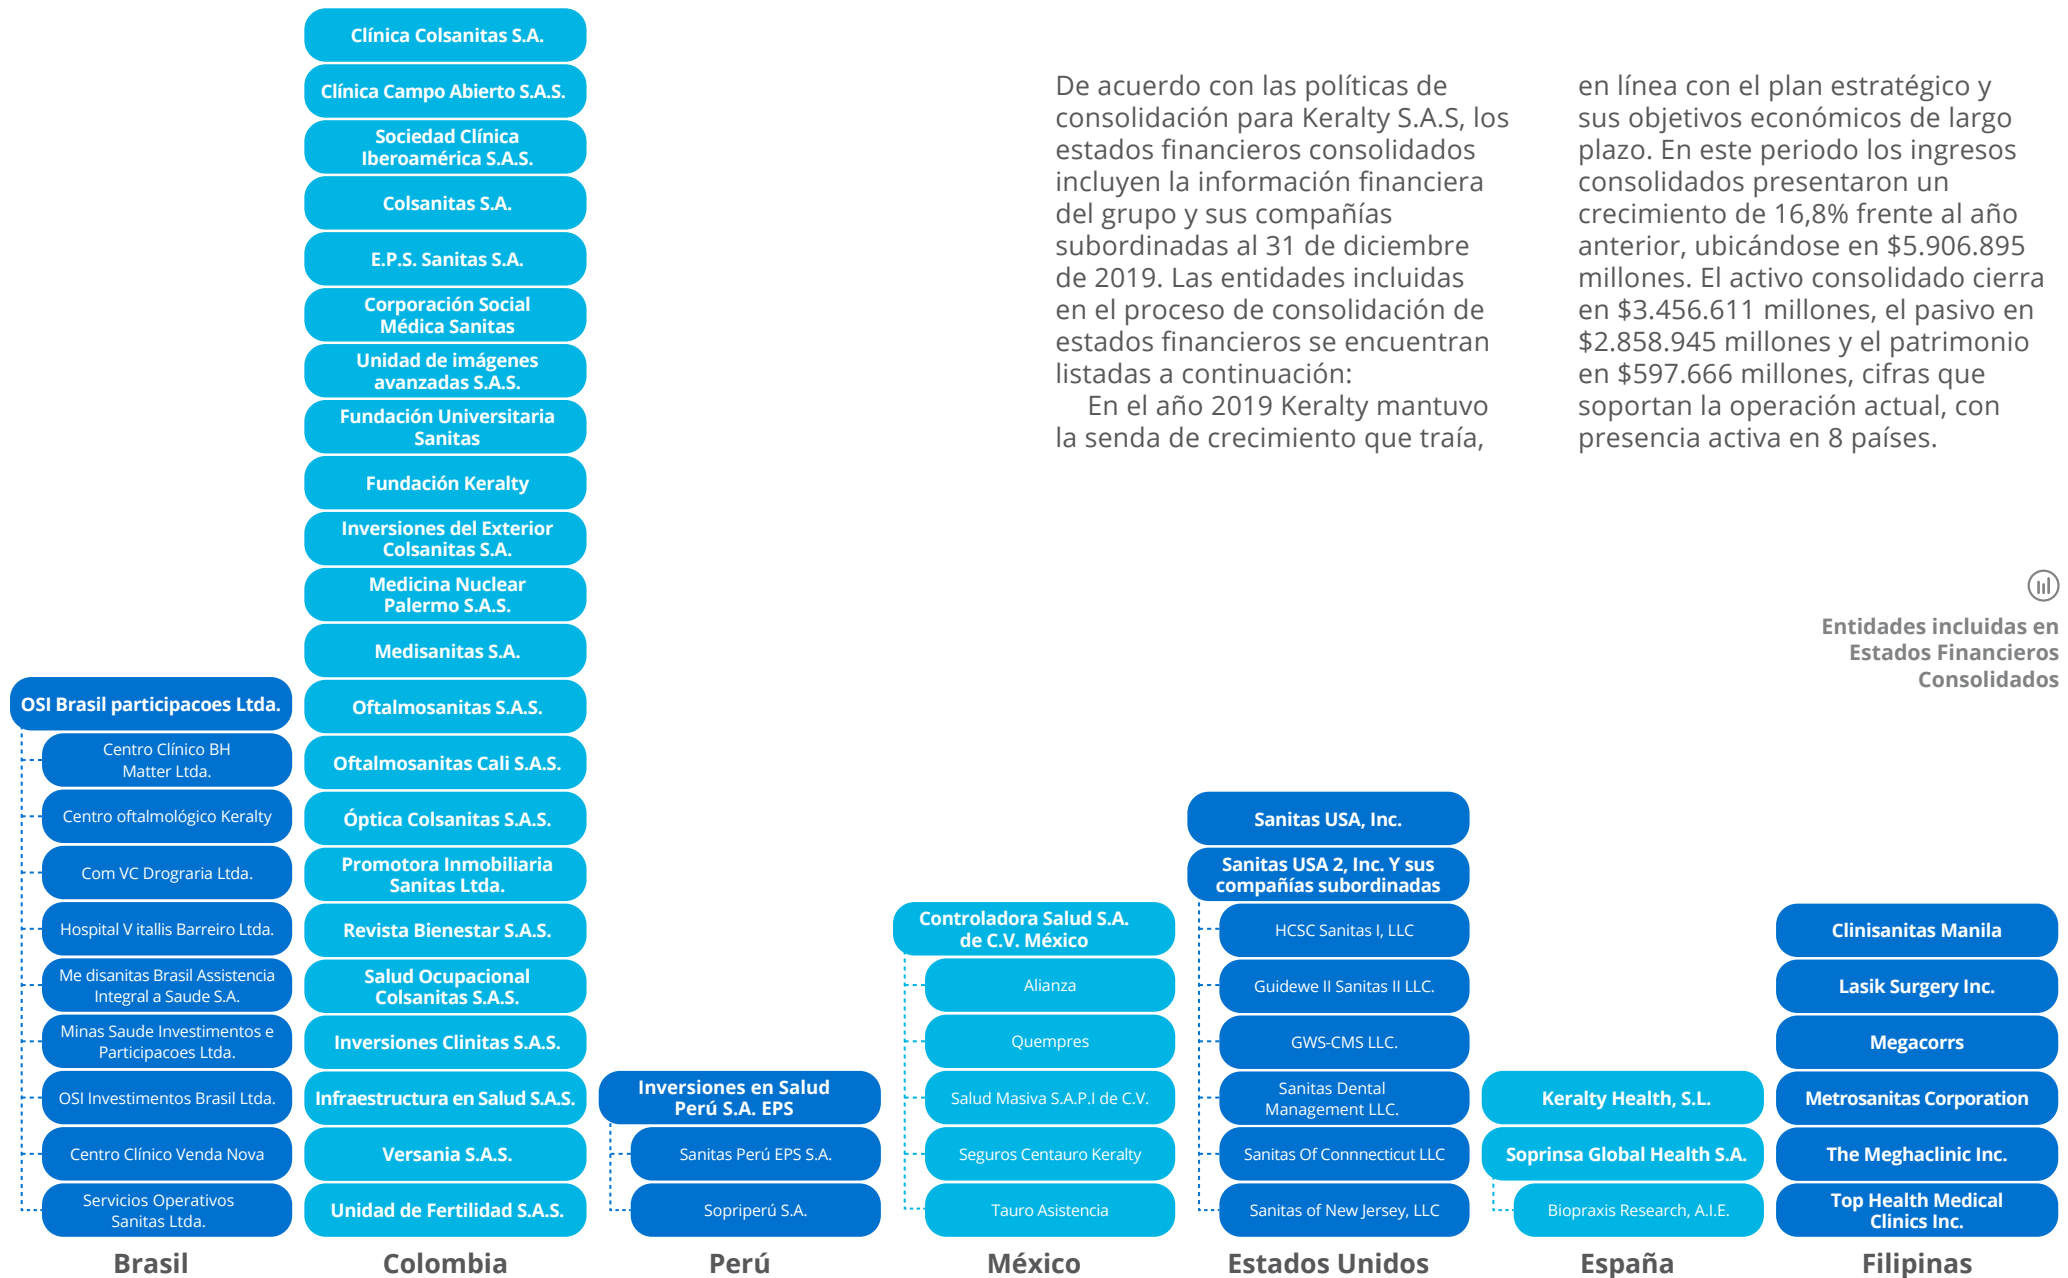 De acuerdo con las políticas de
consolidación para Keralty S.A.S, los
estados financieros consolidados
incluyen la información financiera
del grupo y sus compañías
subordinadas al 31 de diciembre
de 2019. Las entidades incluidas
en el proceso de consolidación de
estados financieros se encuentran
listadas a continuación:
En el año 2019 Keralty mantuvo
la senda de crecimiento que traía,
en línea con el plan estratégico y
sus objetivos económicos de largo
plazo. En este periodo los ingresos
consolidados presentaron un
crecimiento de 16,8% frente al año
anterior, ubicándose en $5.906.895
millones. El activo consolidado cierra
en $3.456.611 millones, el pasivo en
$2.858.945 millones y el patrimonio
en $597.666 millones, cifras que
soportan la operación actual, con
presencia activa en 8 países.
Entidades incluidas en
Estados Financieros
Consolidados
OSI Brasil participacoes Ltda.
Centro Clínico BH
Matter Ltda.
Centro oftalmológico Keralty
Com VC Drograria Ltda.
Hospital V itallis Barreiro Ltda.
Me disanitas Brasil Assistencia
Integral a Saude S.A.
Minas Saude Investimentos e
Participacoes Ltda.
OSI Investimentos Brasil Ltda.
Centro Clínico Venda Nova
Servicios Operativos
Sanitas Ltda.
Brasil
Clínica Colsanitas S.A.
Clínica Campo Abierto S.A.S.
Sociedad Clínica
Iberoamérica S.A.S.
Colsanitas S.A.
E.P.S. Sanitas S.A.
Corporación Social
Médica Sanitas
Unidad de imágenes
avanzadas S.A.S.
Fundación Universitaria
Sanitas
Fundación Keralty
Inversiones del Exterior
Colsanitas S.A.
Medicina Nuclear
Palermo S.A.S.
Medisanitas S.A.
Oftalmosanitas S.A.S.
Oftalmosanitas Cali S.A.S.
Óptica Colsanitas S.A.S.
Promotora Inmobiliaria
Sanitas Ltda.
Revista Bienestar S.A.S.
Salud Ocupacional
Colsanitas S.A.S.
Inversiones Clinitas S.A.S.
Infraestructura en Salud S.A.S.
Versania S.A.S.
Unidad de Fertilidad S.A.S.
Colombia
Inversiones en Salud
Perú S.A. EPS
Sanitas Perú EPS S.A.
Sopriperú S.A.
Perú
Controladora Salud S.A.
de C.V. México
Alianza
Quempres
Salud Masiva S.A.P.I de C.V.
Seguros Centauro Keralty
Tauro Asistencia
México
Sanitas USA, Inc.
Sanitas USA 2, Inc. Y sus
compañías subordinadas
HCSC Sanitas I, LLC
Guidewe II Sanitas II LLC.
GWS-CMS LLC.
Sanitas Dental
Management LLC.
Sanitas Of Connnecticut LLC
Sanitas of New Jersey, LLC
Estados Unidos
Keralty Health, S.L.
Soprinsa Global Health S.A.
Biopraxis Research, A.I.E.
España
Clinisanitas Manila
Lasik Surgery Inc.
Megacorrs
Metrosanitas Corporation
The Meghaclinic Inc.
Top Health Medical
Clinics Inc.
Filipinas